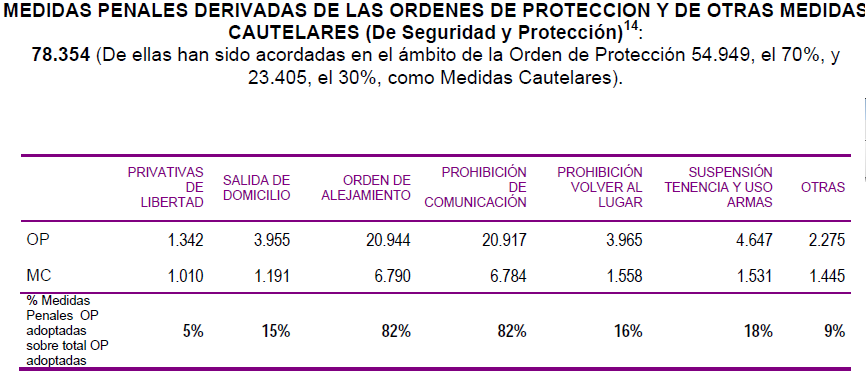 MEDIDAS PENALES DERIVADAS DE LAS ORDENES DE PROTECCION Y DE OTRAS MEDIDAS
CAUTELARES (De Seguridad y Protección)14:
78.354 (De ellas han sido acordadas en el ámbito de la Orden de Protección 54.949, el 70%, y
23.405, el 30%, como Medidas Cautelares).
PRIVATIVAS DE LIBERTAD SALIDA DE DOMICILIO ORDEN DE ALEJAMIENTO PROHIBICIÓN DE COMUNICACIÓN PROHIBICIÓN VOLVER AL LUGAR SUSPENSIÓN TENENCIA Y USO ARMAS OTRAS
OP 1.342 3.955 20.944 20.917 3.965 4.647 2.275
MC 1.010 1.191 6.790 6.784 1.558 1.531 1.445
% Medidas
Penales OP
adoptadas
sobre total OP
adoptadas
5% 15% 82% 82% 16% 18% 9%